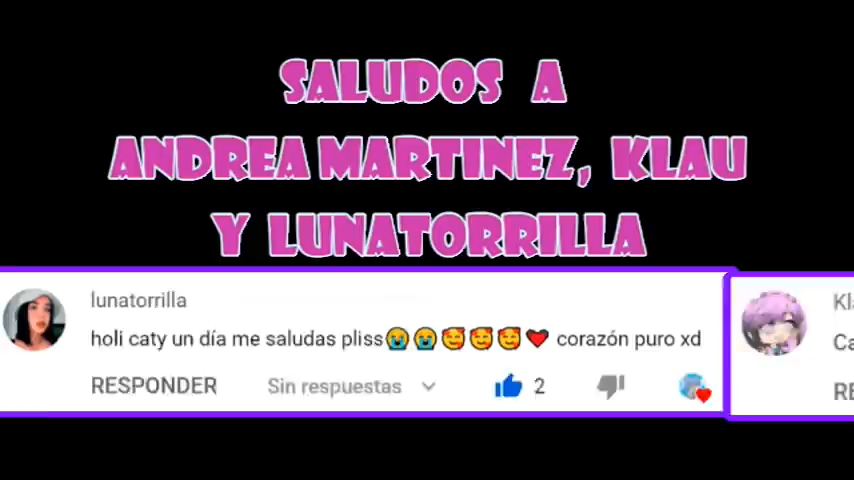 SALUDOS A
ANDREA MARTINEZ, KLAU
Y LUNATORRILLA
lunatorrilla
holi caty un día me saludas pliss😭😭🥰🥰🥰❤ corazón puro xd
RESPONDER Sin respuestas 2